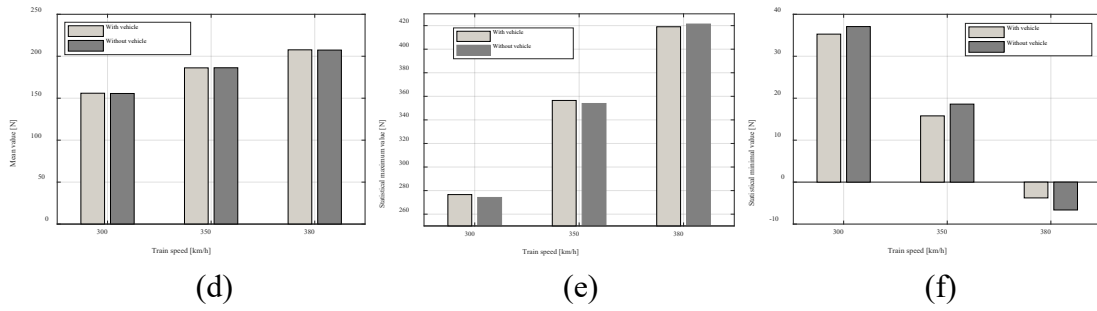 250
200
150
100
50
0
Mean value [N]
With vehicle
Without vehicle
300
350
380
Train speed [km/h]
(d)
420
400
380
360
340
320
300
280
260
Statistical maximum value [N]
With vehicle
Without vehicle
300
350
380
Train speed [km/h]
(e)
40
30
20
10
0
-10
Statistical minimal value [N]
With vehicle
Without vehicle
300
350
380
Train speed [km/h]
(f)